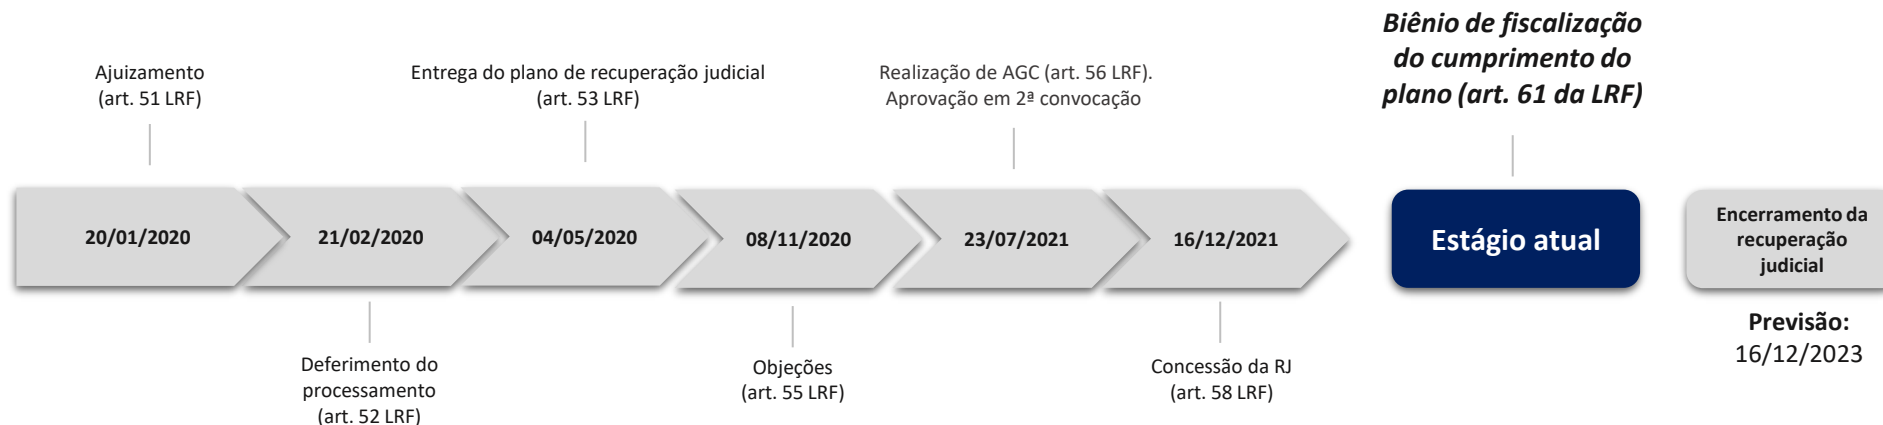 Ajuizamento
(art. 51 LRF)
Entrega do plano de recuperação judicial
(art. 53 LRF)
Realização de AGC (art. 56 LRF).
Aprovação em 2ª convocação
Biênio de fiscalização
do cumprimento do
plano (art. 61 da LRF)
20/01/2020
21/02/2020
04/05/2020
08/11/2020
23/07/2021
16/12/2021
Estágio atual
Encerramento da
recuperação
judicial
Deferimento do
processamento
(art. 52 LRF)
Objeções
(art. 55 LRF)
Concessão da RJ
(art. 58 LRF)
Previsão:
16/12/2023